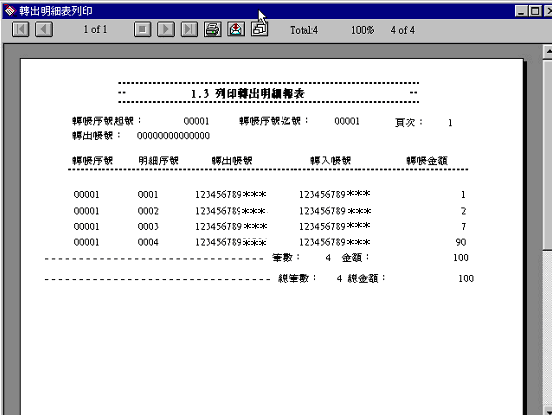 轉出明細表列印
1 of 1 Total:4 100% 4 of 4
1.3 列印轉出明細報表
轉帳序號起號： 00001 轉帳序號迄號： 00001 頁次： 1
轉出帳號： 00000000000000
轉帳序號 明細序號 轉出帳號 轉入帳號 轉帳金額
00001 0001 123456789*** 123456789*** 1
00001 0002 123456789*** 123456789*** 2
00001 0003 123456789*** 123456789*** 7
00001 0004 123456789*** 123456789*** 90
筆數： 4 金額： 100
總筆數： 4 總金額： 100